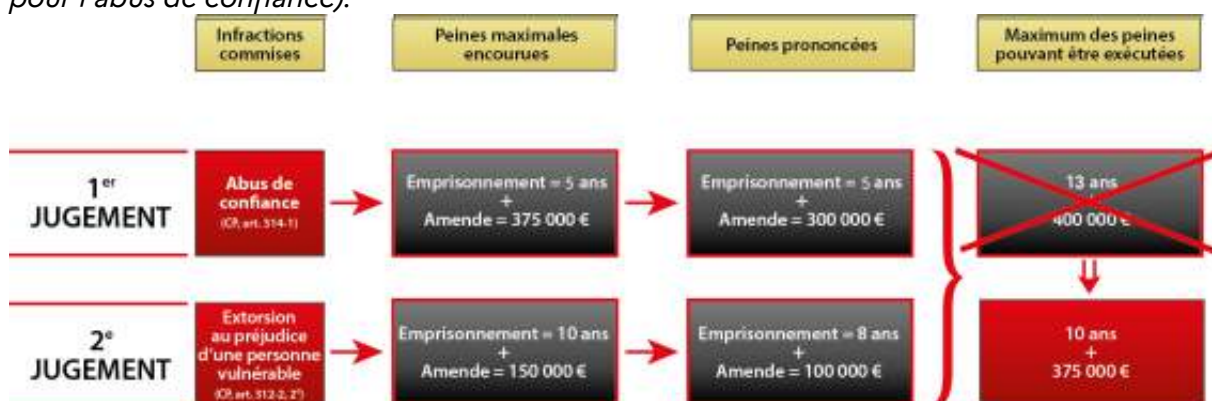 pour l'abus de confiance).
Infractions
commises
Peines maximales
encourues
Peines prononcées
Maximum des peines
pouvant être exécutées
1er
JUGEMENT
Abus de
confiance
(CP, art. 314-1)
Emprisonnement = 5 ans
+
Amende = 375 000 €
Emprisonnement = 5 ans
+
Amende = 300 000 €
13 ans
400 000 €
2e
JUGEMENT
Extorsion
au préjudice
d'une personne
vulnérable
(CP, art. 312-2, 2°)
Emprisonnement = 10 ans
+
Amende = 150 000 €
Emprisonnement = 8 ans
+
Amende = 100 000 €
10 ans
+
375 000 €